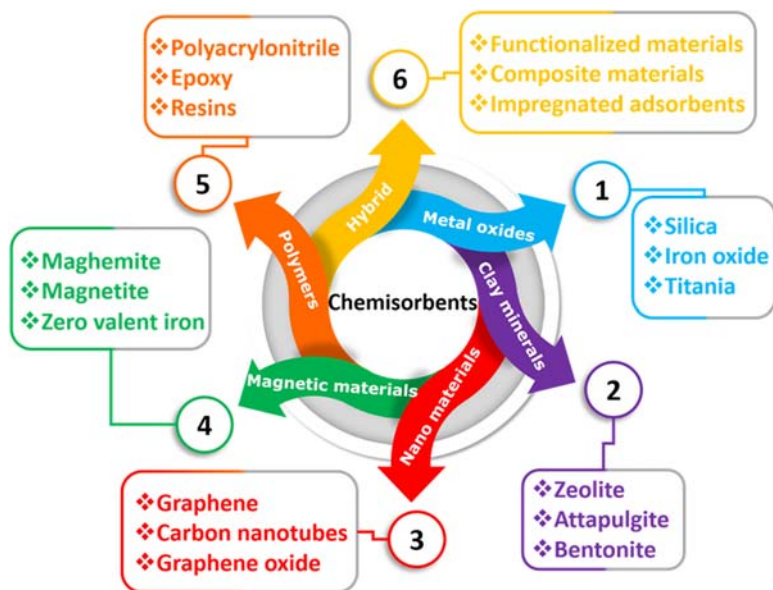 Chemisorbents
Metal oxides
1
❖Silica
❖Iron oxide
❖Titania
Clay minerals
2
❖Zeolite
❖Attapulgite
❖Bentonite
Nano materials
3
❖Graphene
❖Carbon nanotubes
❖Graphene oxide
Magnetic materials
4
❖Maghemite
❖Magnetite
❖Zero valent iron
Polymers
5
❖Polyacrylonitrile
❖Epoxy
❖Resins
Hybrid
6
❖Functionalized materials
❖Composite materials
❖Impregnated adsorbents